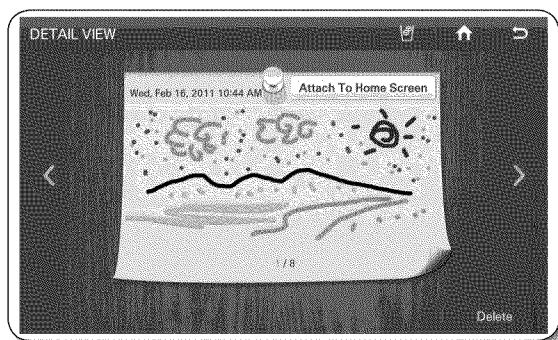 DETAIL VIEW
Wed, Feb 16, 2011 10:44 AM
Attach To Home Screen
1 / 8
Delete